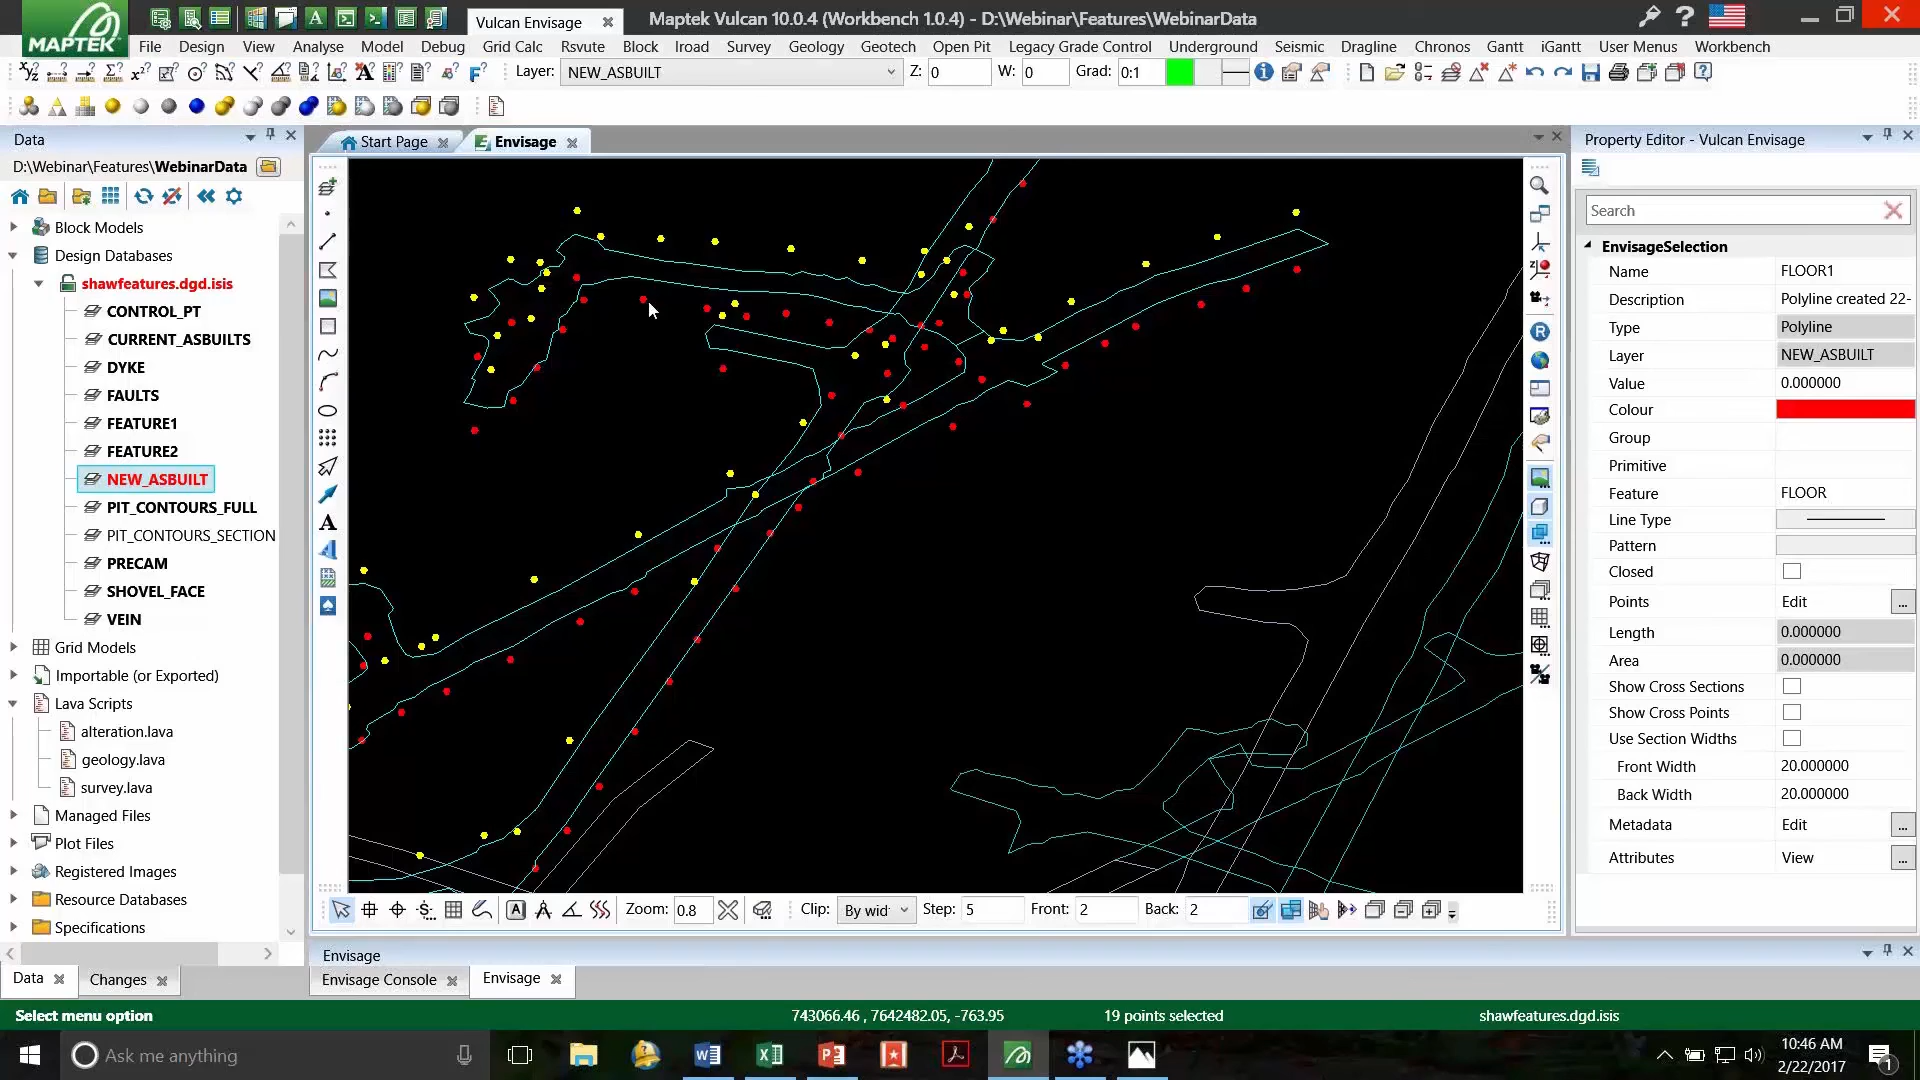 MAPTEK
Vulcan Envisage
Maptek Vulcan 10.0.4 (Workbench 1.0.4) - D:\Webinar\Features\WebinarData
File Design View Analyse Model Debug Grid Calc Rsvute Block Iroad Survey Geology Geotech Open Pit Legacy Grade Control Underground Seismic Dragline Chronos Gantt iGantt User Menus Workbench
Layer: NEW_ASBUILT Z: 0 W: 0 Grad: 0:1
Data
D:\Webinar\Features\WebinarData
Block Models
Design Databases
shawfeatures.dgd.isis
CONTROL_PT
CURRENT_ASBUILTS
DYKE
FAULTS
FEATURE1
FEATURE2
NEW_ASBUILT
PIT_CONTOURS_FULL
PIT_CONTOURS_SECTION
PRECAM
SHOVEL_FACE
VEIN
Grid Models
Importable (or Exported)
Lava Scripts
alteration.lava
geology.lava
survey.lava
Managed Files
Plot Files
Registered Images
Resource Databases
Specifications
Data Changes
Start Page Envisage
Zoom: 0.8 Clip: By wid Step: 5 Front: 2 Back: 2
Envisage
Envisage Console Envisage
Property Editor - Vulcan Envisage
Search
EnvisageSelection
Name FLOOR1
Description Polyline created 22-
Type Polyline
Layer NEW_ASBUILT
Value 0.000000
Colour
Group
Primitive
Feature FLOOR
Line Type
Pattern
Closed
Points Edit ...
Length 0.000000
Area 0.000000
Show Cross Sections
Show Cross Points
Use Section Widths
Front Width 20.000000
Back Width 20.000000
Metadata Edit ...
Attributes View ...
Select menu option 743066.46 , 7642482.05, -763.95 19 points selected shawfeatures.dgd.isis
Ask me anything
10:46 AM
2/22/2017
1